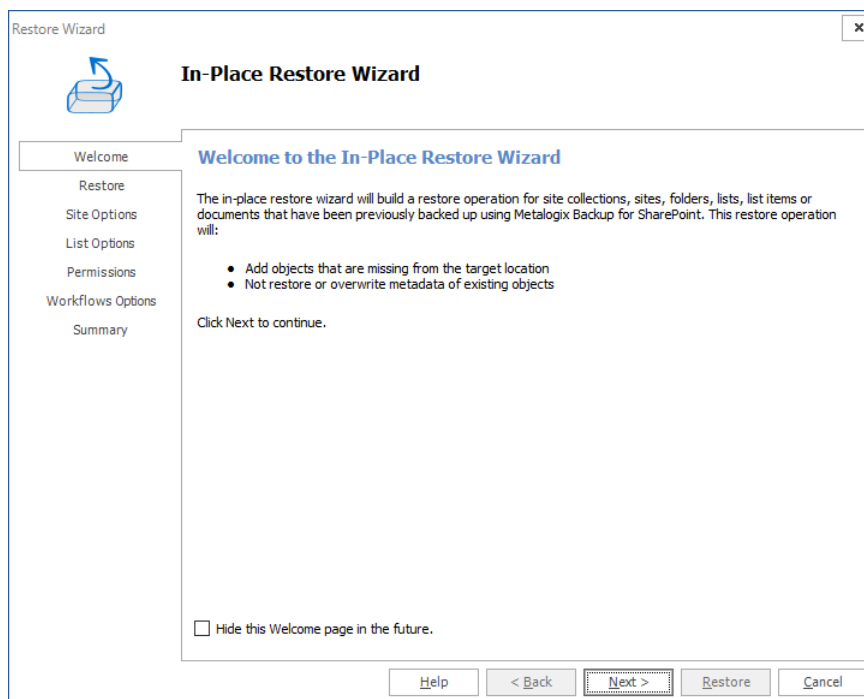 Restore Wizard
In-Place Restore Wizard
Welcome
Restore
Site Options
List Options
Permissions
Workflows Options
Summary
Welcome to the In-Place Restore Wizard
The in-place restore wizard will build a restore operation for site collections, sites, folders, lists, list items or
documents that have been previously backed up using Metalogix Backup for SharePoint. This restore operation
will:
• Add objects that are missing from the target location
• Not restore or overwrite metadata of existing objects
Click Next to continue.
Hide this Welcome page in the future.
Help < Back Next > Restore Cancel